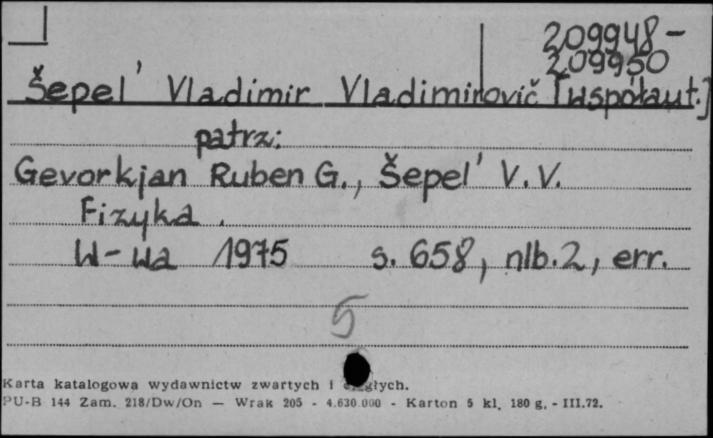 209948-
209950
Šepel' Vladimir Vladimirovič [współaut.]
patrz:
Gevorkjan Ruben G., Šepel' V. V.
Fizyka.
W-wa 1975 s. 658, nlb. 2, err.
5
Karta katalogowa wydawnictw zwartych i ciągłych.
PU-B 144 Zam. 218/Dw/On — Wrak 205 - 4.630.000 - Karton 5 kl. 180 g. - III.72.